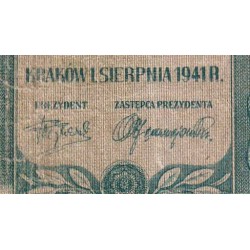 KRAKÓW 1. SIERPNIA 1941 R.
PREZYDENT ZASTĘPCA PREZYDENTA